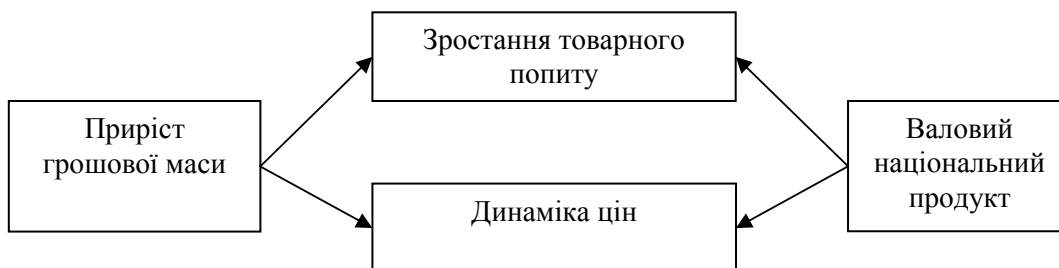 Зростання товарного
попиту
Приріст
грошової маси
Валовий
національний
продукт
Динаміка цін